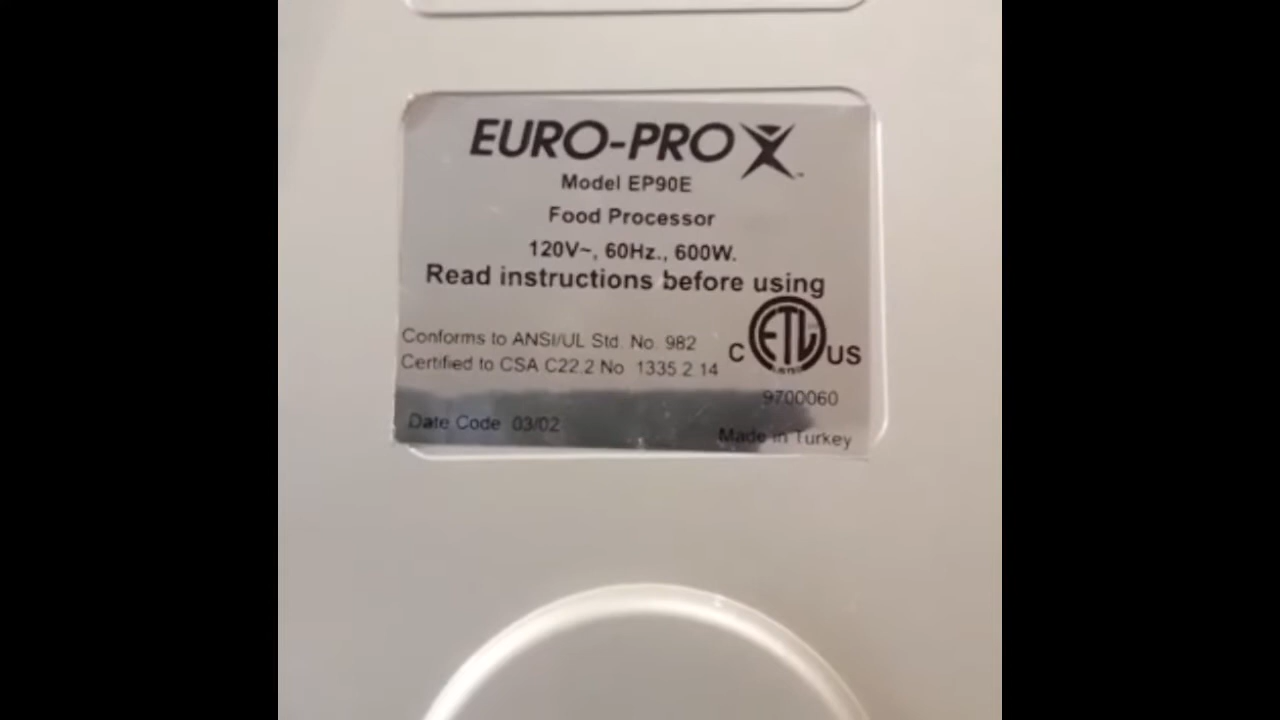 EURO-PRO X™
Model EP90E
Food Processor
120V~, 60Hz., 600W.
Read instructions before using
Conforms to ANSI/UL Std. No. 982
Certified to CSA C22.2 No 1335 2 14
C ETL US
LISTED
9700060
Date Code 03/02
Made in Turkey